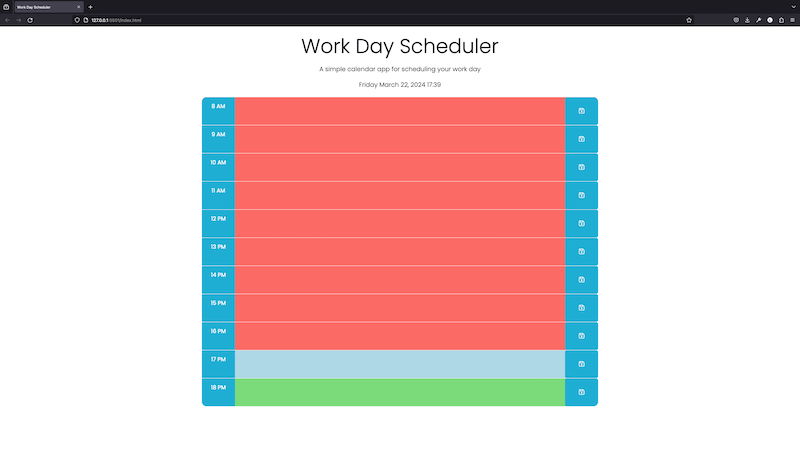 Work Day Scheduler
127.0.0.1:5501/index.html
Work Day Scheduler
A simple calendar app for scheduling your work day
Friday March 22, 2024 17:39
8 AM
9 AM
10 AM
11 AM
12 PM
13 PM
14 PM
15 PM
16 PM
17 PM
18 PM